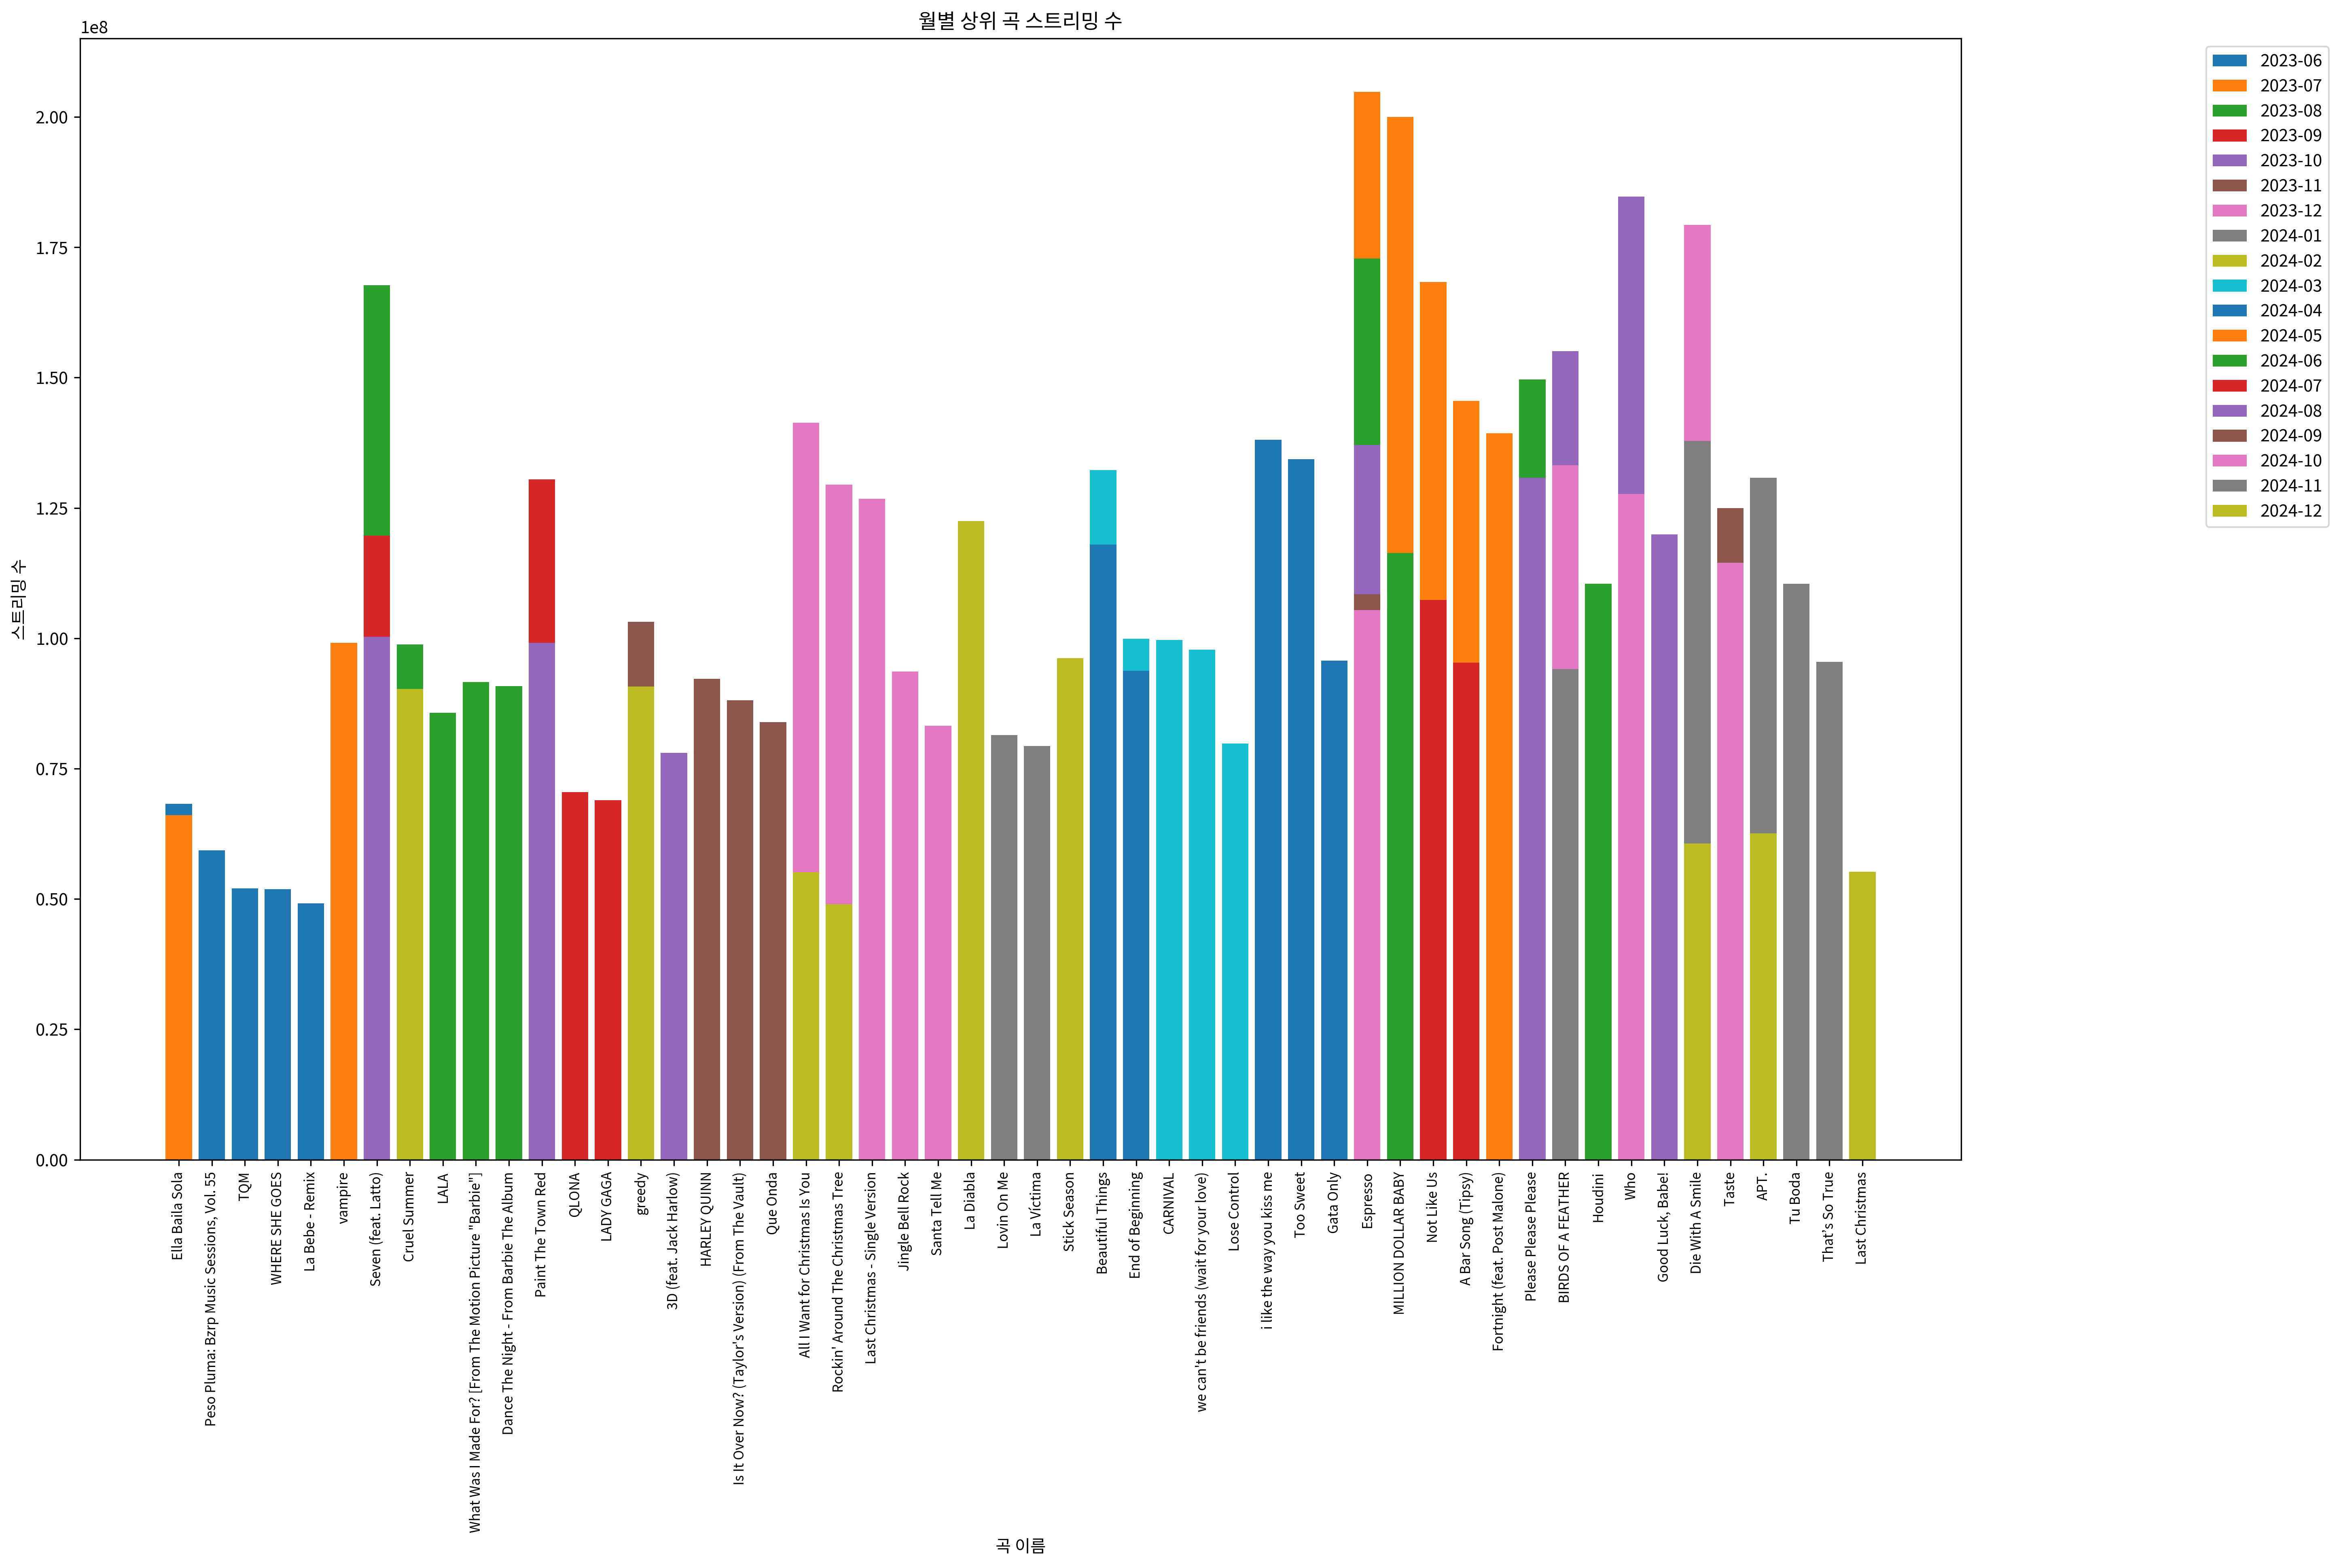 월별 상위 곡 스트리밍 수
1e8
2.00
1.75
1.50
1.25
1.00
0.75
0.50
0.25
0.00
스트리밍 수
Ella Baila Sola
Peso Pluma: Bzrp Music Sessions, Vol. 55
TQM
WHERE SHE GOES
La Bebe - Remix
vampire
Seven (feat. Latto)
Cruel Summer
LALA
What Was I Made For? [From The Motion Picture "Barbie"]
Dance The Night - From Barbie The Album
Paint The Town Red
QLONA
LADY GAGA
greedy
3D (feat. Jack Harlow)
HARLEY QUINN
Is It Over Now? (Taylor's Version) (From The Vault)
Que Onda
All I Want for Christmas Is You
Rockin' Around The Christmas Tree
Last Christmas - Single Version
Jingle Bell Rock
Santa Tell Me
La Diabla
Lovin On Me
La Víctima
Stick Season
Beautiful Things
End of Beginning
CARNIVAL
we can't be friends (wait for your love)
Lose Control
i like the way you kiss me
Too Sweet
Gata Only
Espresso
MILLION DOLLAR BABY
Not Like Us
A Bar Song (Tipsy)
Fortnight (feat. Post Malone)
Please Please Please
BIRDS OF A FEATHER
Houdini
Who
Good Luck, Babe!
Die With A Smile
Taste
APT.
Tu Boda
That's So True
Last Christmas
곡 이름
2023-06
2023-07
2023-08
2023-09
2023-10
2023-11
2023-12
2024-01
2024-02
2024-03
2024-04
2024-05
2024-06
2024-07
2024-08
2024-09
2024-10
2024-11
2024-12